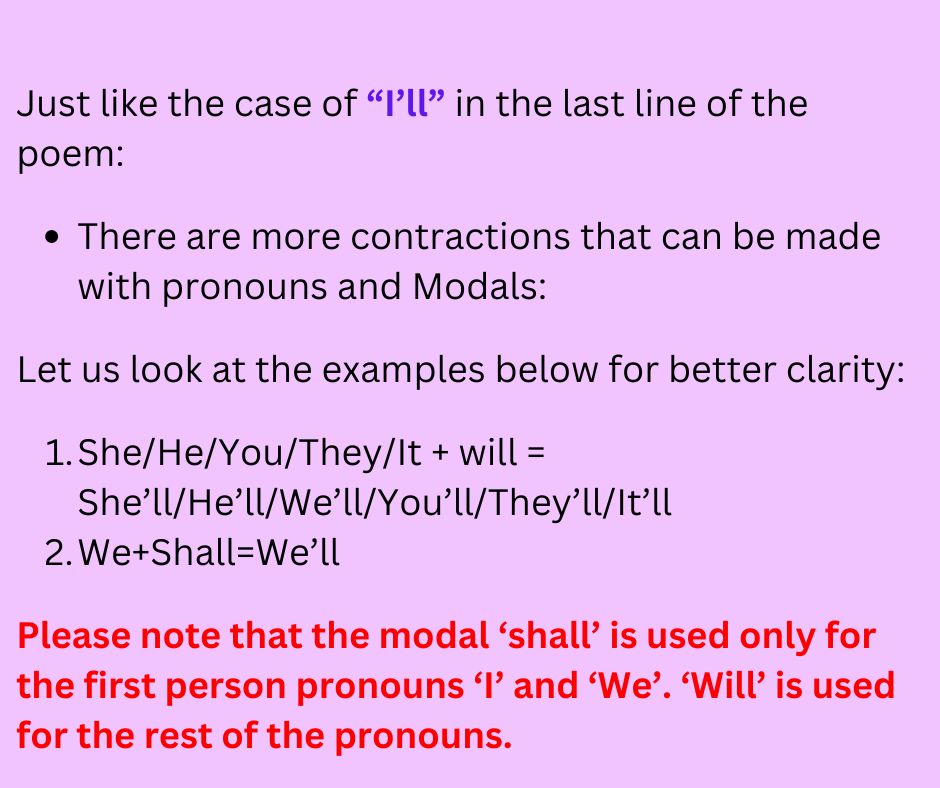 Just like the case of “I’ll” in the last line of the
poem:
• There are more contractions that can be made
with pronouns and Modals:
Let us look at the examples below for better clarity:
1. She/He/You/They/It + will =
She’ll/He’ll/We’ll/You’ll/They’ll/It’ll
2. We+Shall=We’ll
Please note that the modal ‘shall’ is used only for
the first person pronouns ‘I’ and ‘We’. ‘Will’ is used
for the rest of the pronouns.